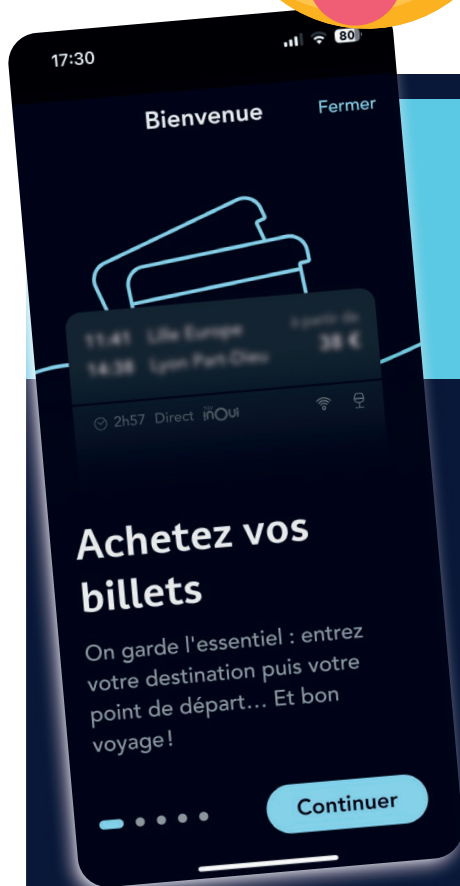 17:30
80
Bienvenue
Fermer
11:41 Lille Europe
à partir de
14:38 Lyon Part-Dieu
38 €
2h57 Direct inOui
Achetez vos
billets
On garde l'essentiel : entrez
votre destination puis votre
point de départ… Et bon
voyage !
Continuer